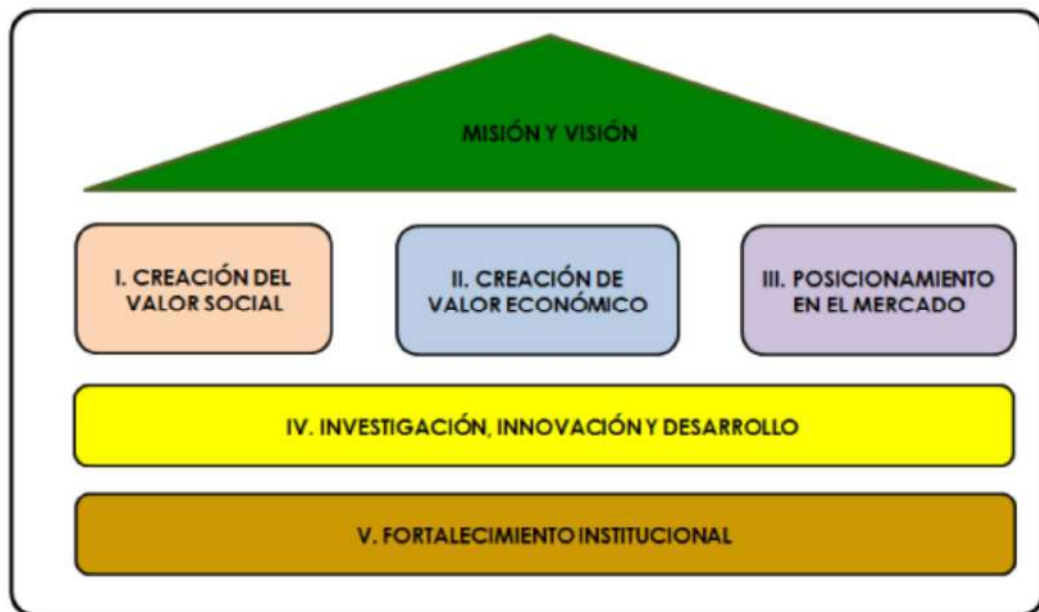 MISIÓN Y VISIÓN
I. CREACIÓN DEL
VALOR SOCIAL
II. CREACIÓN DE
VALOR ECONÓMICO
III. POSICIONAMIENTO
EN EL MERCADO
IV. INVESTIGACIÓN, INNOVACIÓN Y DESARROLLO
V. FORTALECIMIENTO INSTITUCIONAL